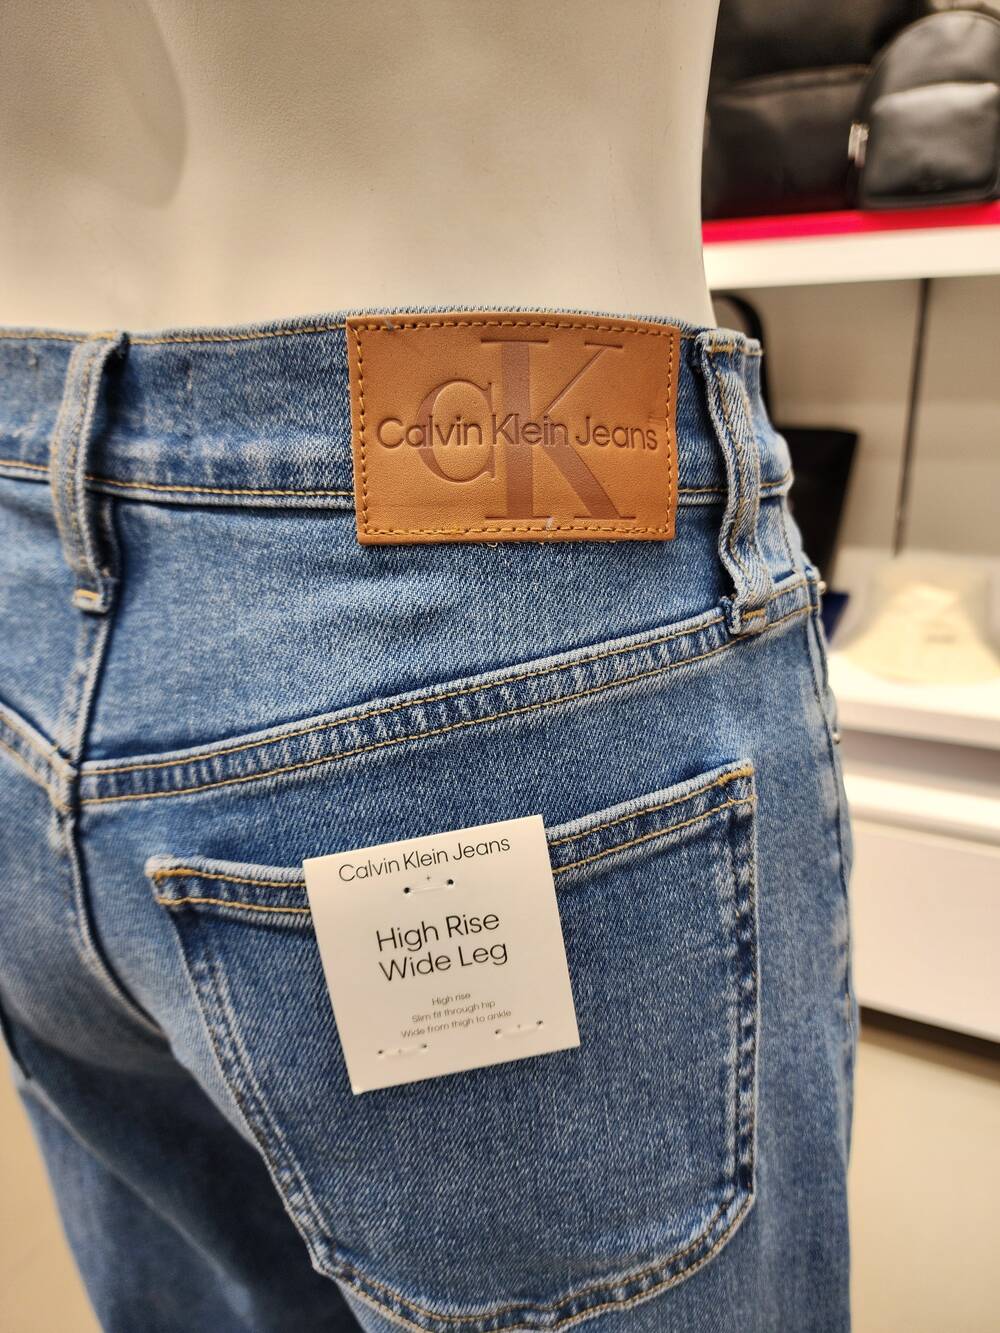 CK
Calvin Klein Jeans
Calvin Klein Jeans
High Rise
Wide Leg
High rise
Slim fit through hip
Wide from thigh to ankle